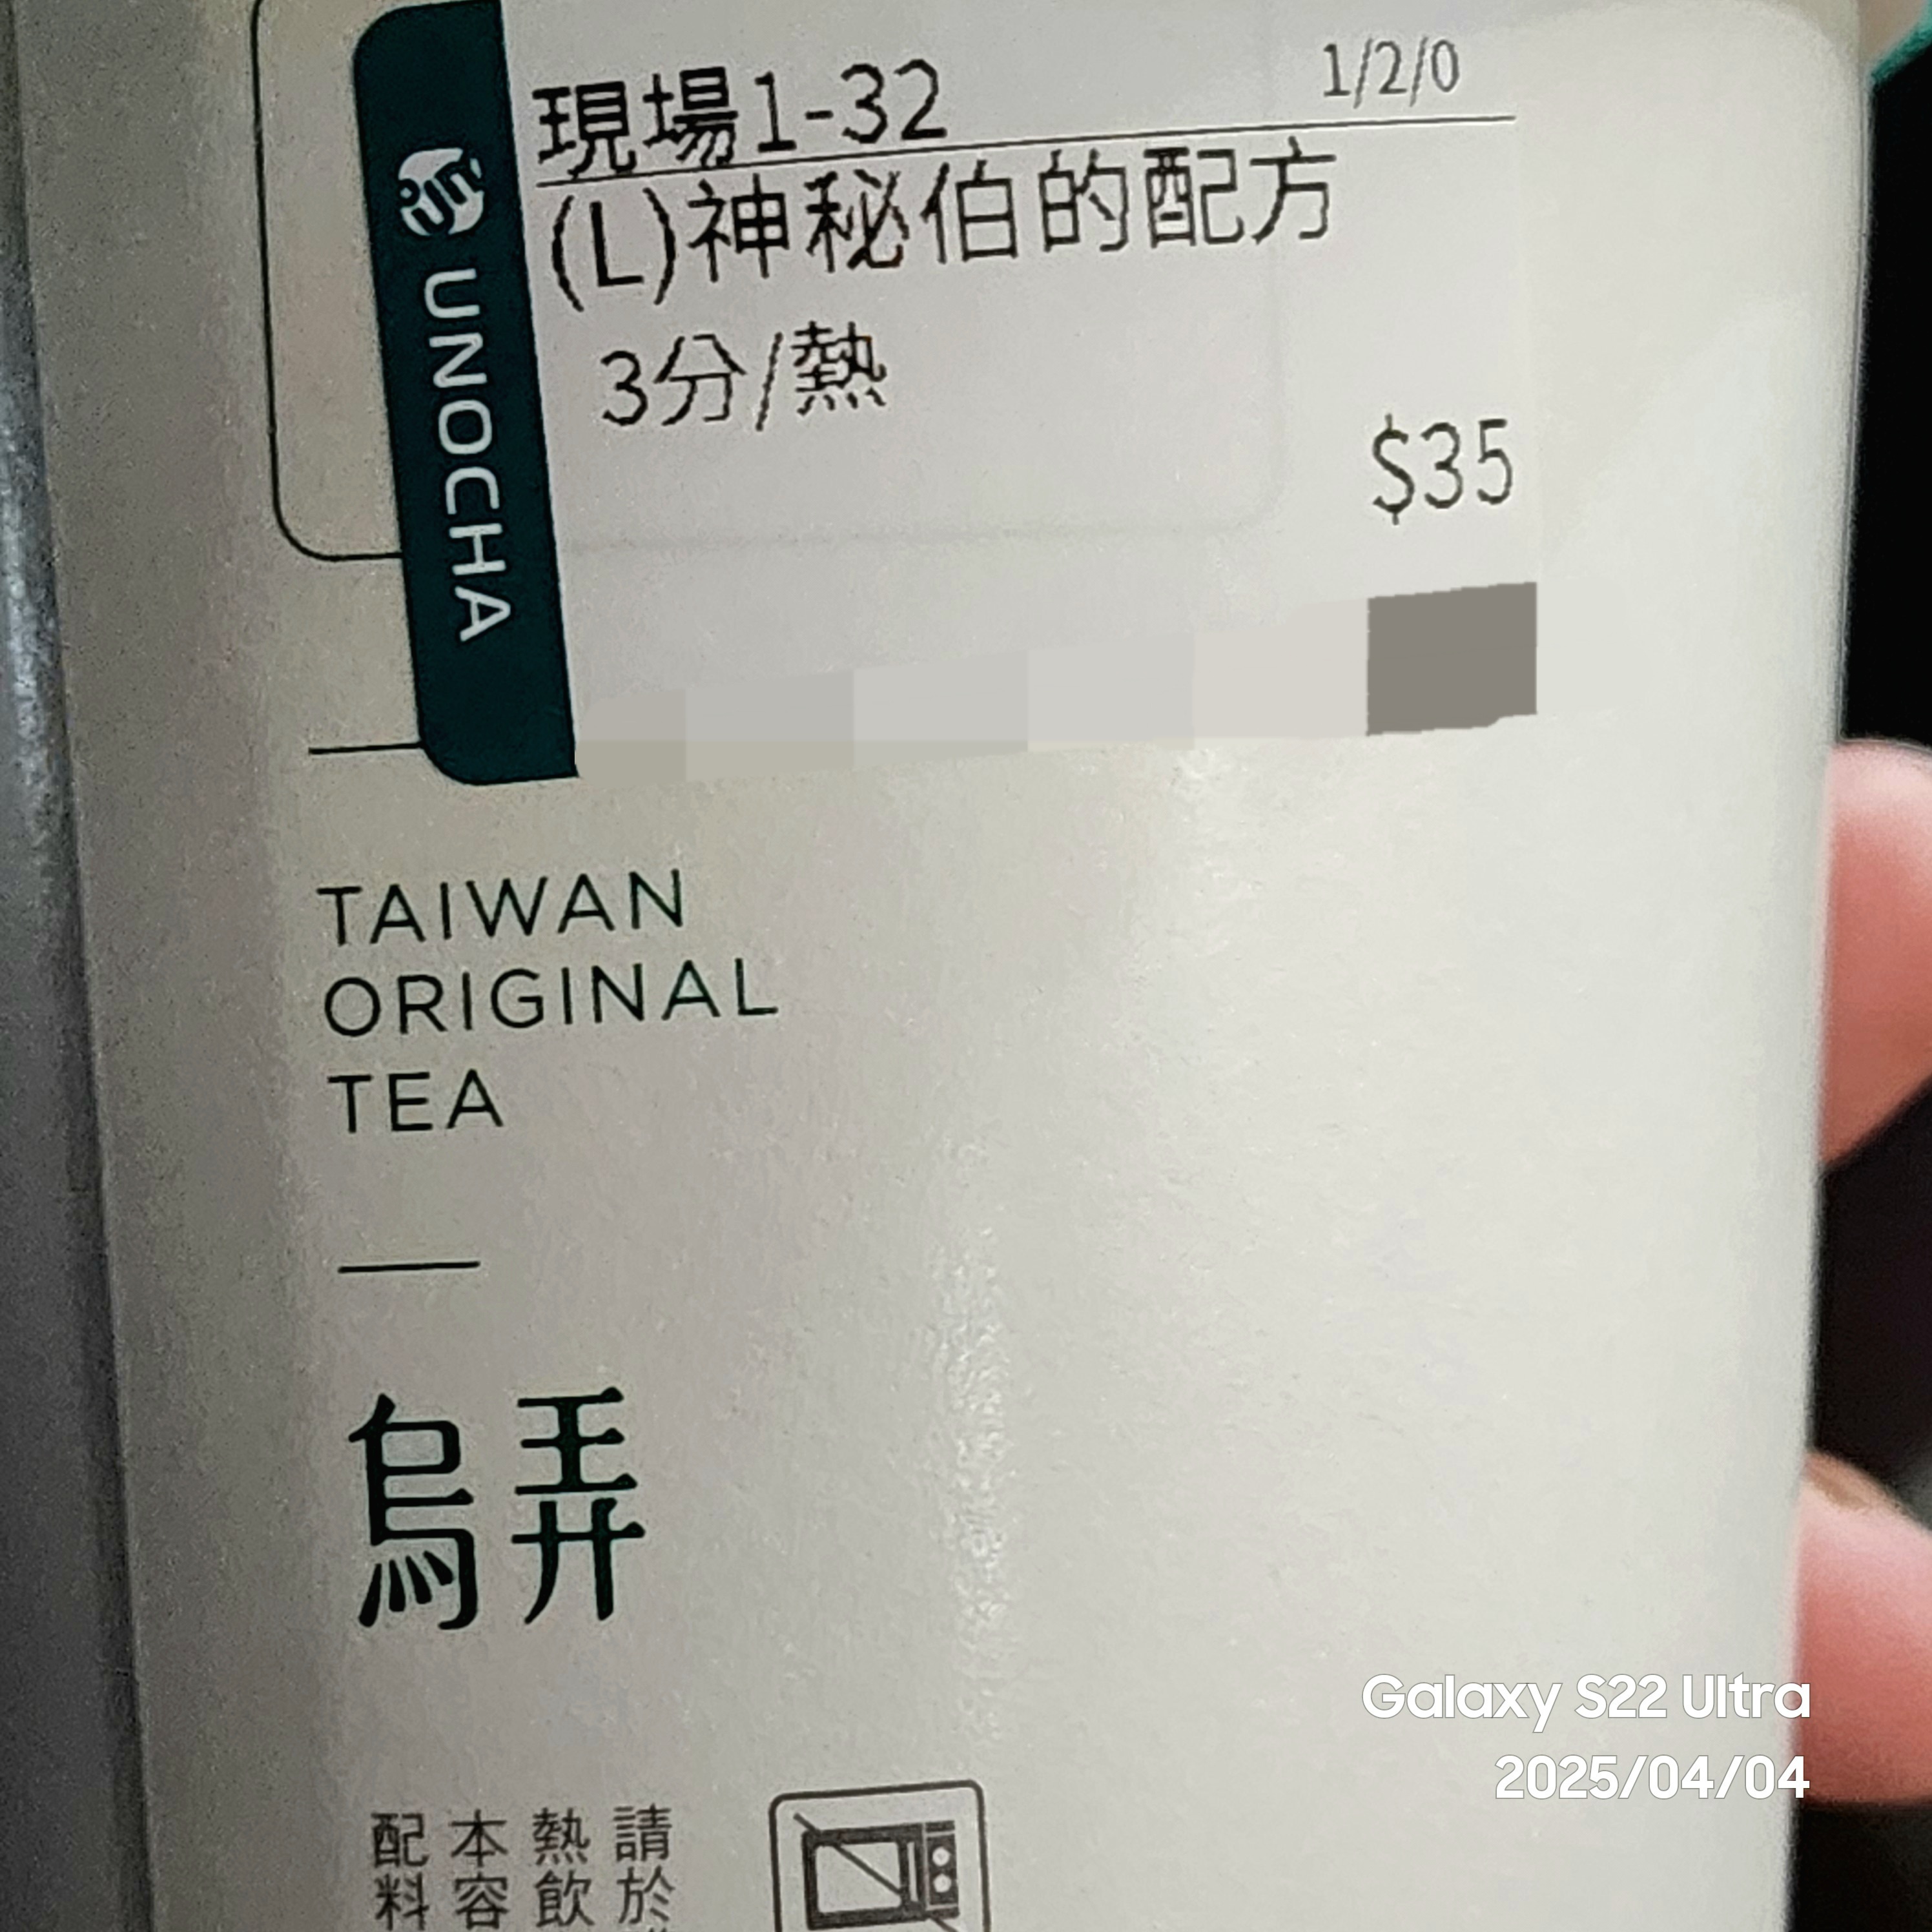 現場1-32
1/2/0
(L)神秘伯的配方
3分/熱
$35
UNOCHA
TAIWAN
ORIGINAL
TEA
烏弄
請於
熱飲
本容
配料
Galaxy S22 Ultra
2025/04/04